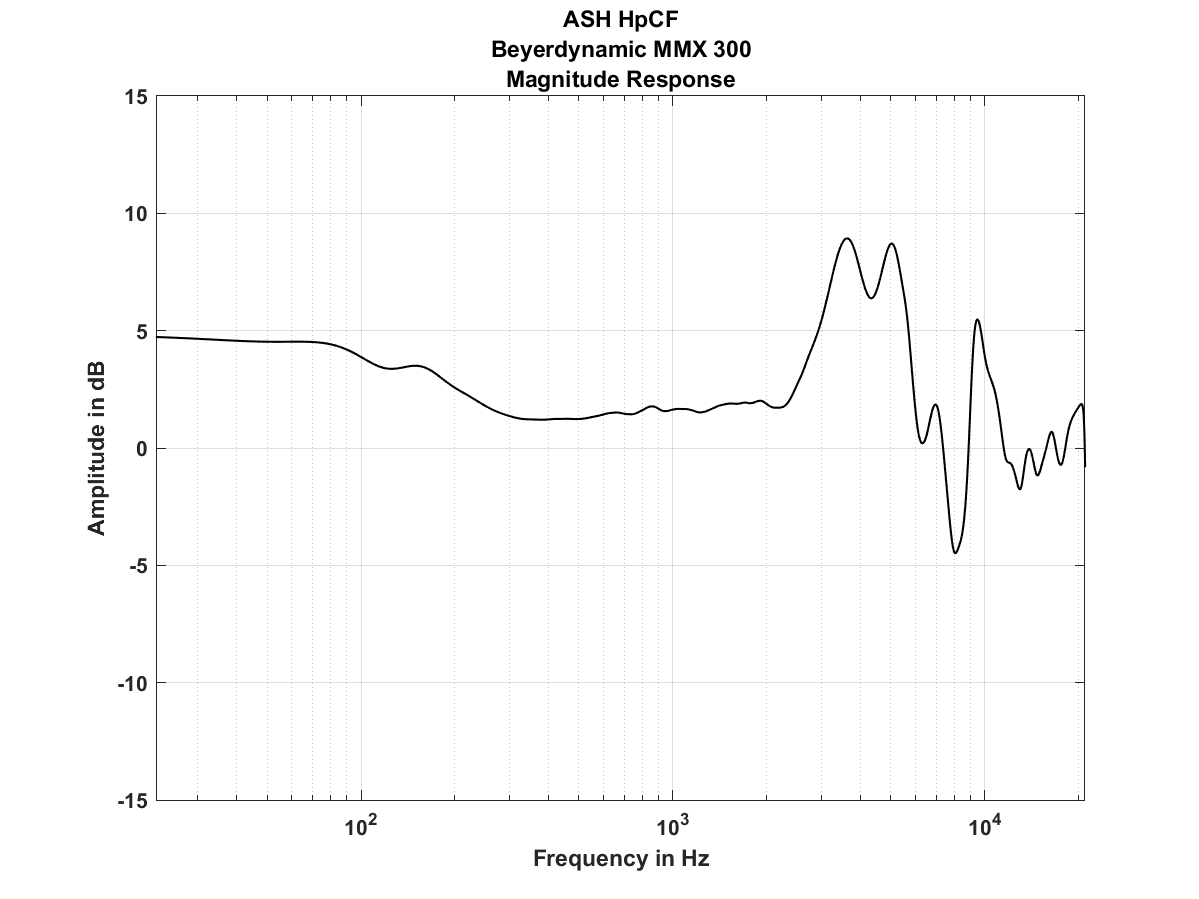 ASH HpCF
Beyerdynamic MMX 300
Magnitude Response
15
10
5
0
-5
-10
-15
Amplitude in dB
10²
10³
10⁴
Frequency in Hz